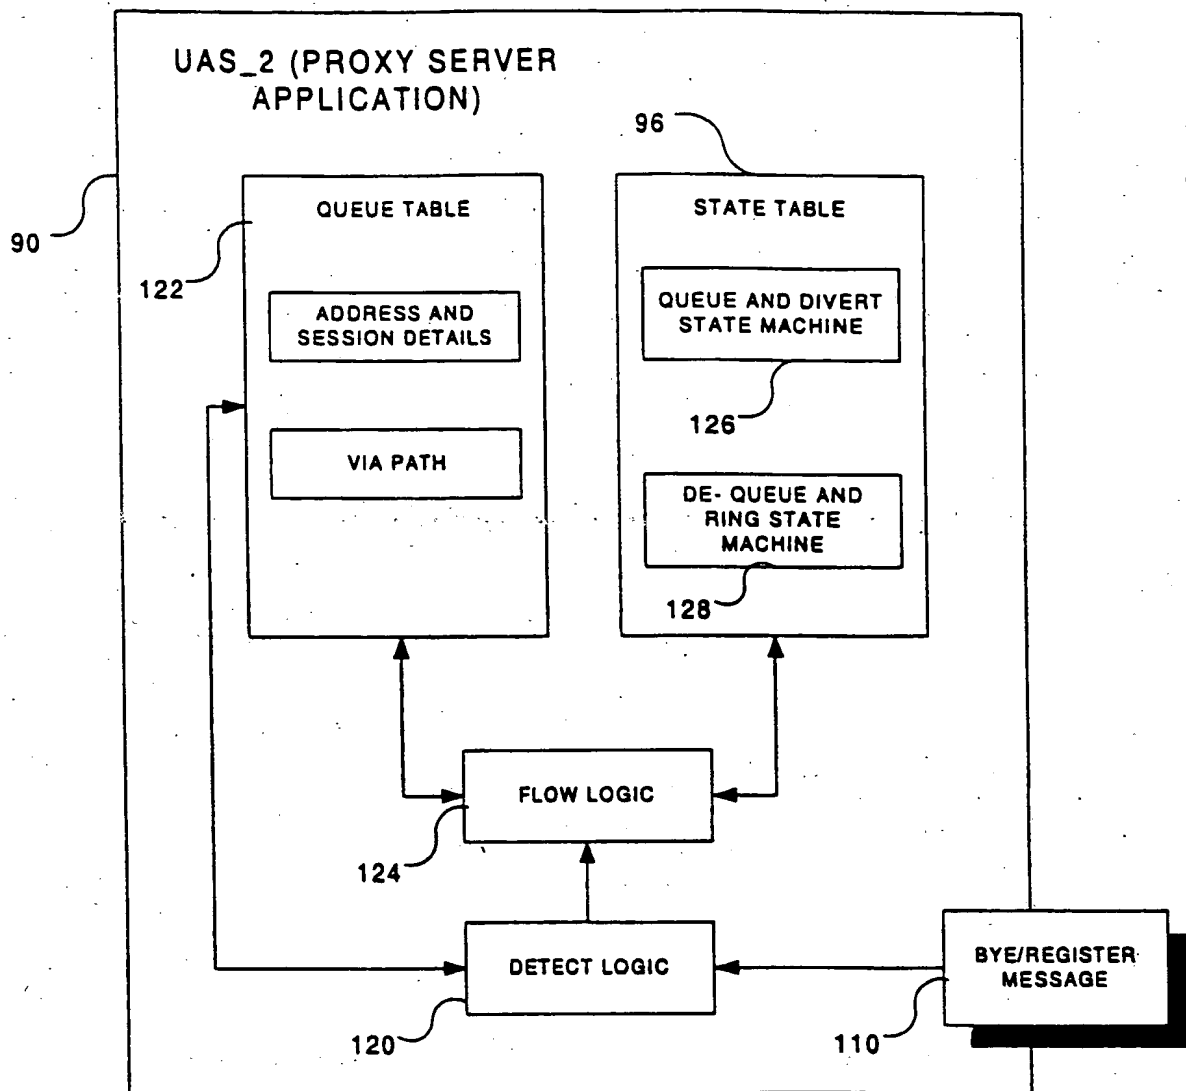 UAS_2 (PROXY SERVER
APPLICATION)
96
90
QUEUE TABLE
STATE TABLE
122
ADDRESS AND
SESSION DETAILS
QUEUE AND DIVERT
STATE MACHINE
126
VIA PATH
DE- QUEUE AND
RING STATE
MACHINE
128
FLOW LOGIC
124
DETECT LOGIC
BYE/REGISTER
MESSAGE
120
110